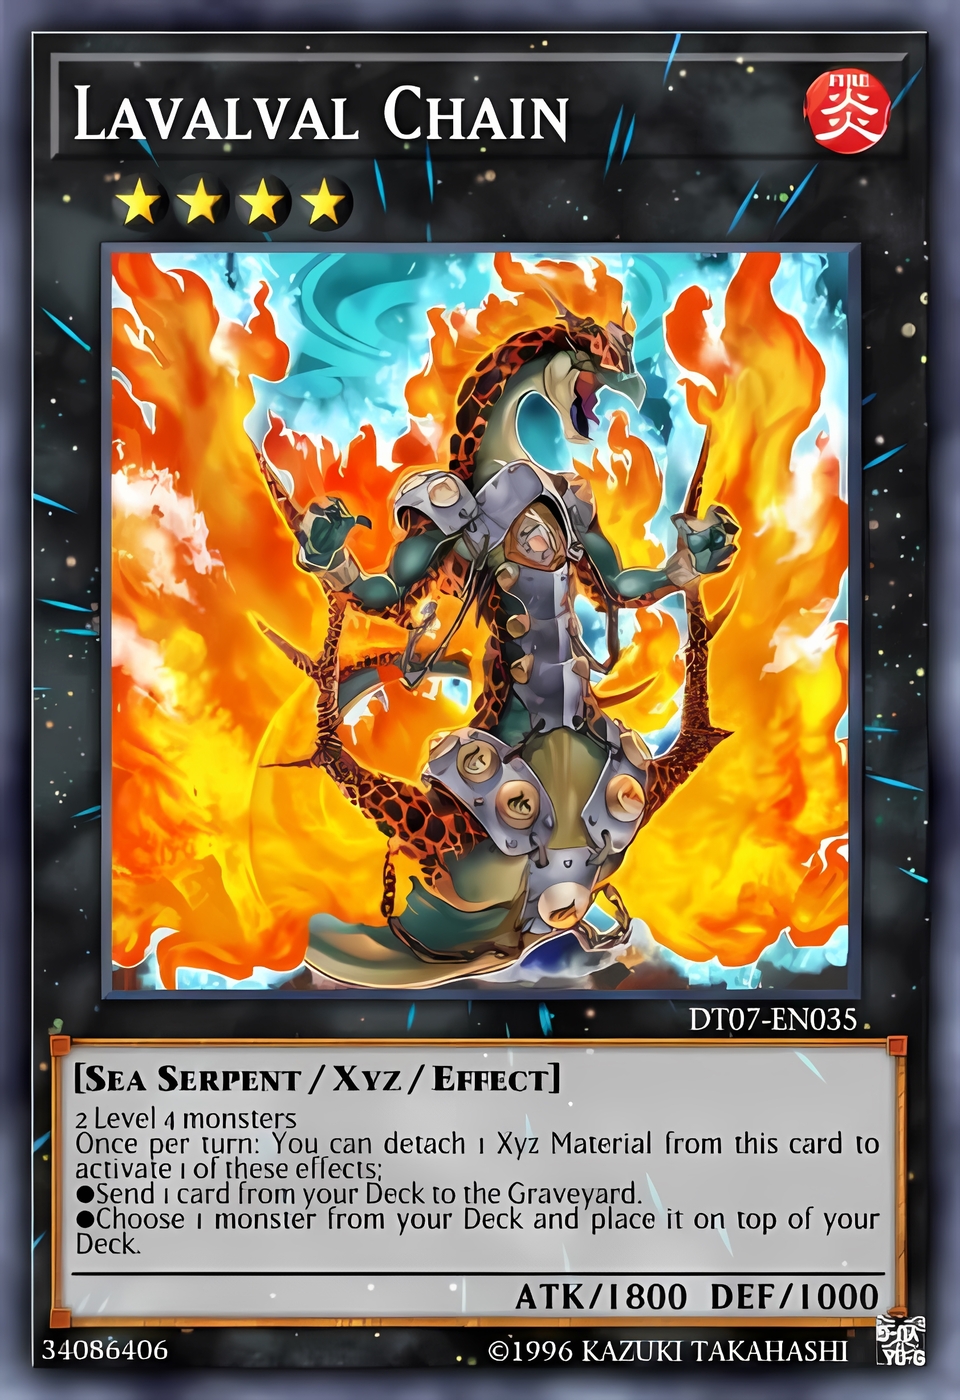 LAVALVAL CHAIN
炎
DT07-EN035
[SEA SERPENT / XYZ / EFFECT]
2 Level 4 monsters
Once per turn: You can detach 1 Xyz Material from this card to
activate 1 of these effects;
●Send 1 card from your Deck to the Graveyard.
●Choose 1 monster from your Deck and place it on top of your
Deck.
ATK/1800 DEF/1000
34086406
©1996 KAZUKI TAKAHASHI